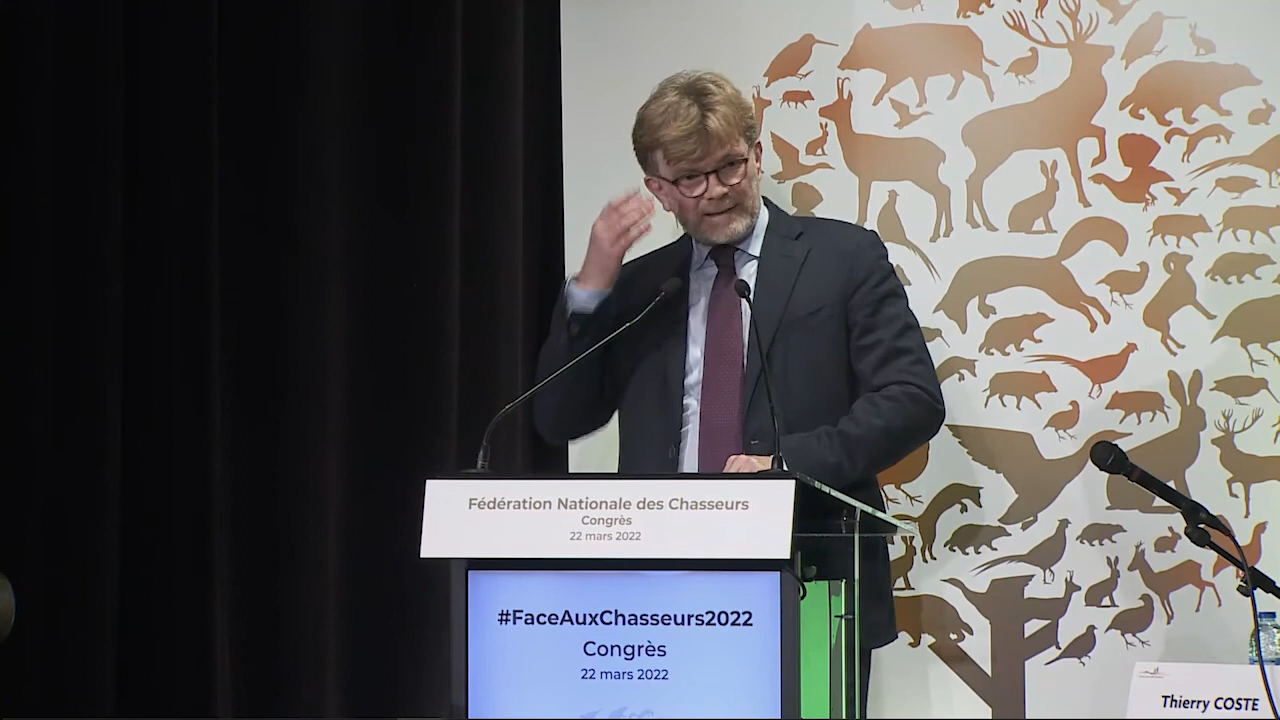 Fédération Nationale des Chasseurs
Congrès
22 mars 2022
#FaceAuxChasseurs2022
Congrès
22 mars 2022
Thierry COSTE